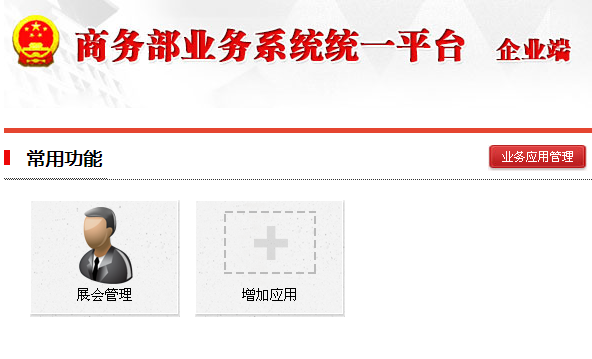 商务部业务系统统一平台 企业端
常用功能 业务应用管理
展会管理 增加应用